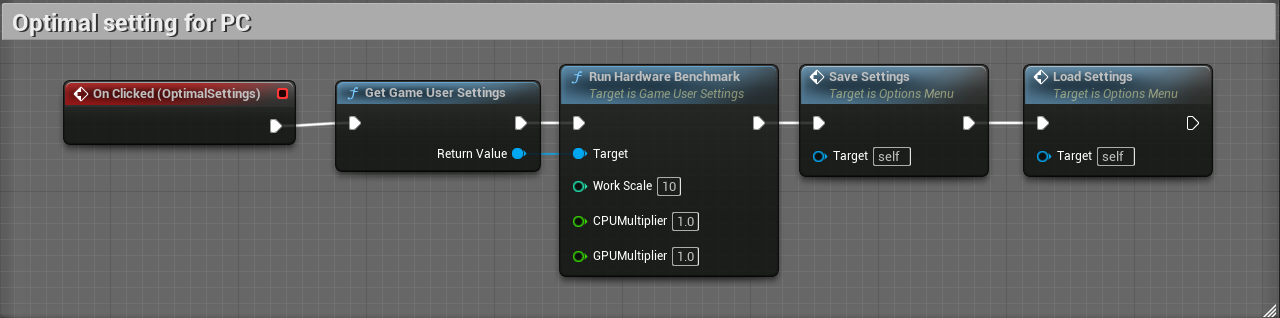 Optimal setting for PC
On Clicked (OptimalSettings)
Get Game User Settings
Return Value
Run Hardware Benchmark
Target is Game User Settings
Target
Work Scale 10
CPUMultiplier 1.0
GPUMultiplier 1.0
Save Settings
Target is Options Menu
Target self
Load Settings
Target is Options Menu
Target self